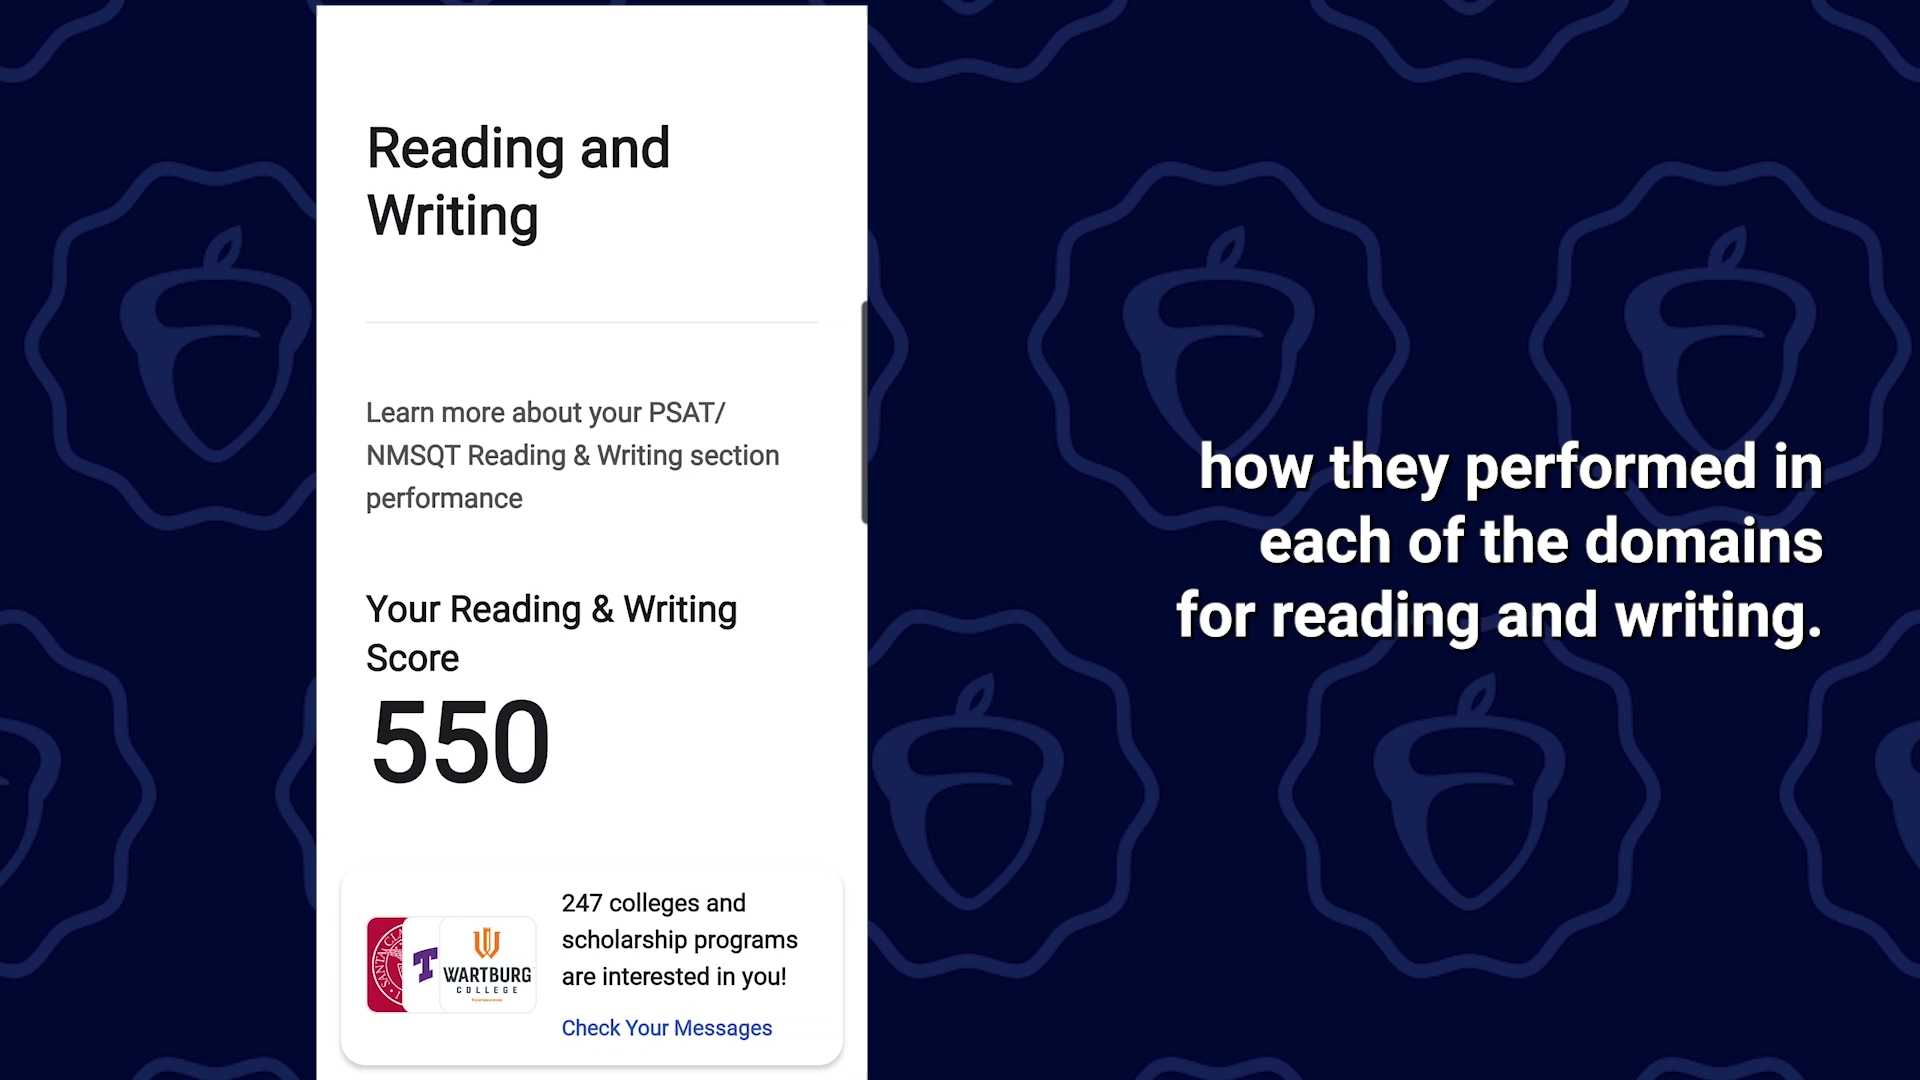 Reading and
Writing
Learn more about your PSAT/
NMSQT Reading & Writing section
performance
Your Reading & Writing
Score
550
247 colleges and
scholarship programs
are interested in you!
Check Your Messages
T
WARTBURG
COLLEGE
how they performed in
each of the domains
for reading and writing.